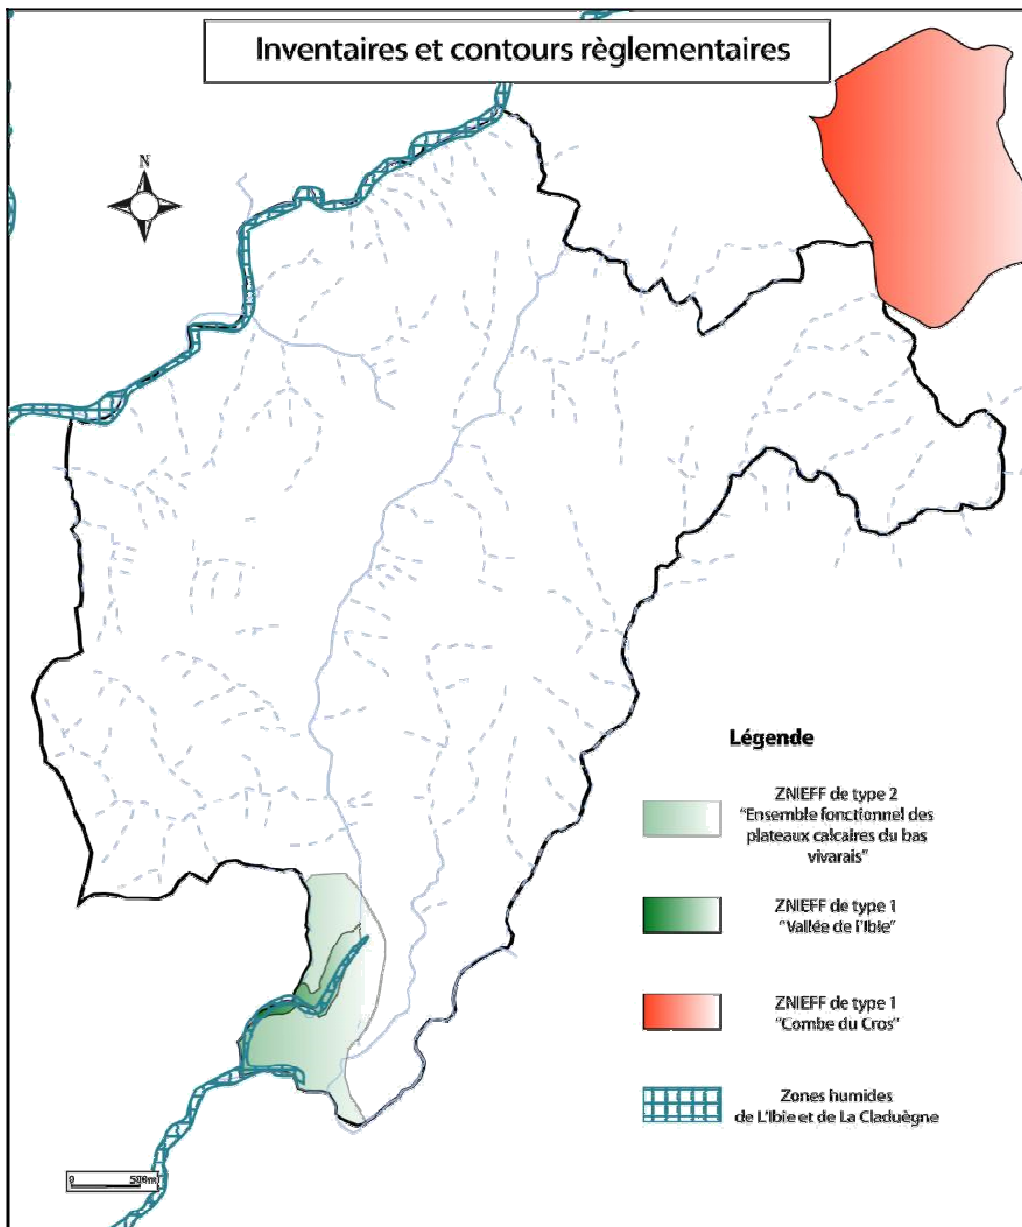 Inventaires et contours règlementaires
N
Légende
ZNIEFF de type 2
"Ensemble fonctionnel des
plateaux calcaires du bas
vivarais"
ZNIEFF de type 1
"Vallée de l'Ibie"
ZNIEFF de type 1
"Combe du Cros"
Zones humides
de L'Ibie et de La Claduègne
0 500m